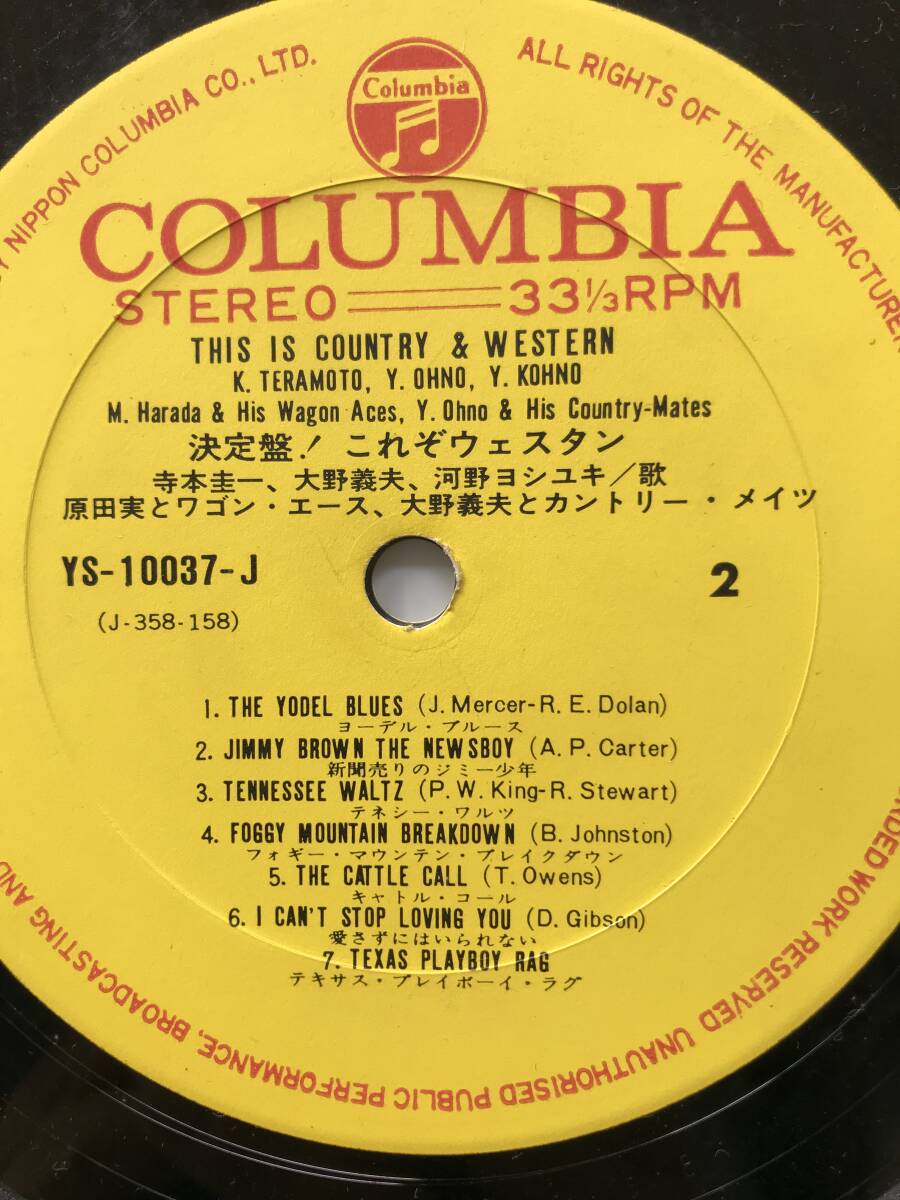 Y NIPPON COLUMBIA CO., LTD.
Columbia
ALL RIGHTS OF THE MANUFACTURER
COLUMBIA
STEREO 33⅓RPM
THIS IS COUNTRY & WESTERN
K. TERAMOTO, Y. OHNO, Y. KOHNO
M. Harada & His Wagon Aces, Y. Ohno & His Country-Mates
決定盤! これぞウェスタン
寺本圭一、大野義夫、河野ヨシユキ/歌
原田実とワゴン・エース、大野義夫とカントリー・メイツ
YS-10037-J
2
(J-358-158)
1. THE YODEL BLUES (J. Mercer-R. E. Dolan)
ヨーデル・ブルース
2. JIMMY BROWN THE NEWSBOY (A. P. Carter)
新聞売りのジミー少年
3. TENNESSEE WALTZ (P. W. King-R. Stewart)
テネシー・ワルツ
4. FOGGY MOUNTAIN BREAKDOWN (B. Johnston)
フォギー・マウンテン・ブレイクダウン
5. THE CATTLE CALL (T. Owens)
キャトル・コール
6. I CAN'T STOP LOVING YOU (D. Gibson)
愛さずにはいられない
7. TEXAS PLAYBOY RAG
テキサス・プレイボーイ・ラグ
RDED WORK RESERVED UNAUTHORISED PUBLIC PERFORMANCE, BROADCASTING AND